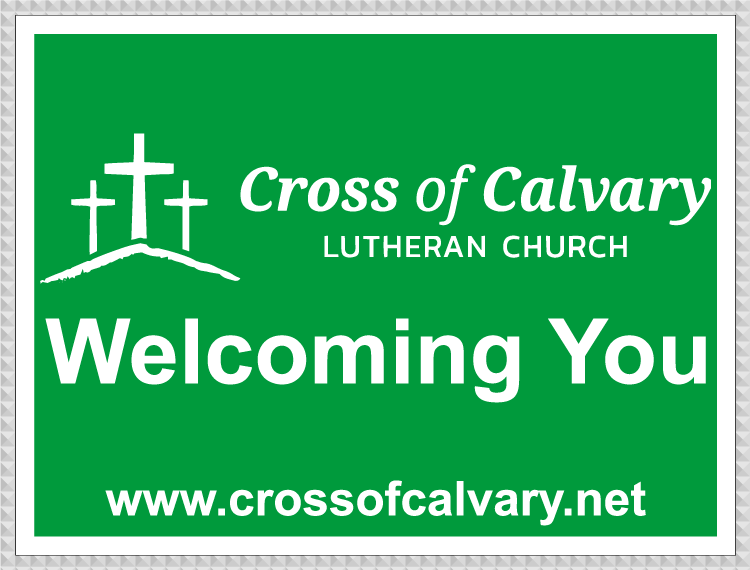 Cross of Calvary
LUTHERAN CHURCH
Welcoming You
www.crossofcalvary.net